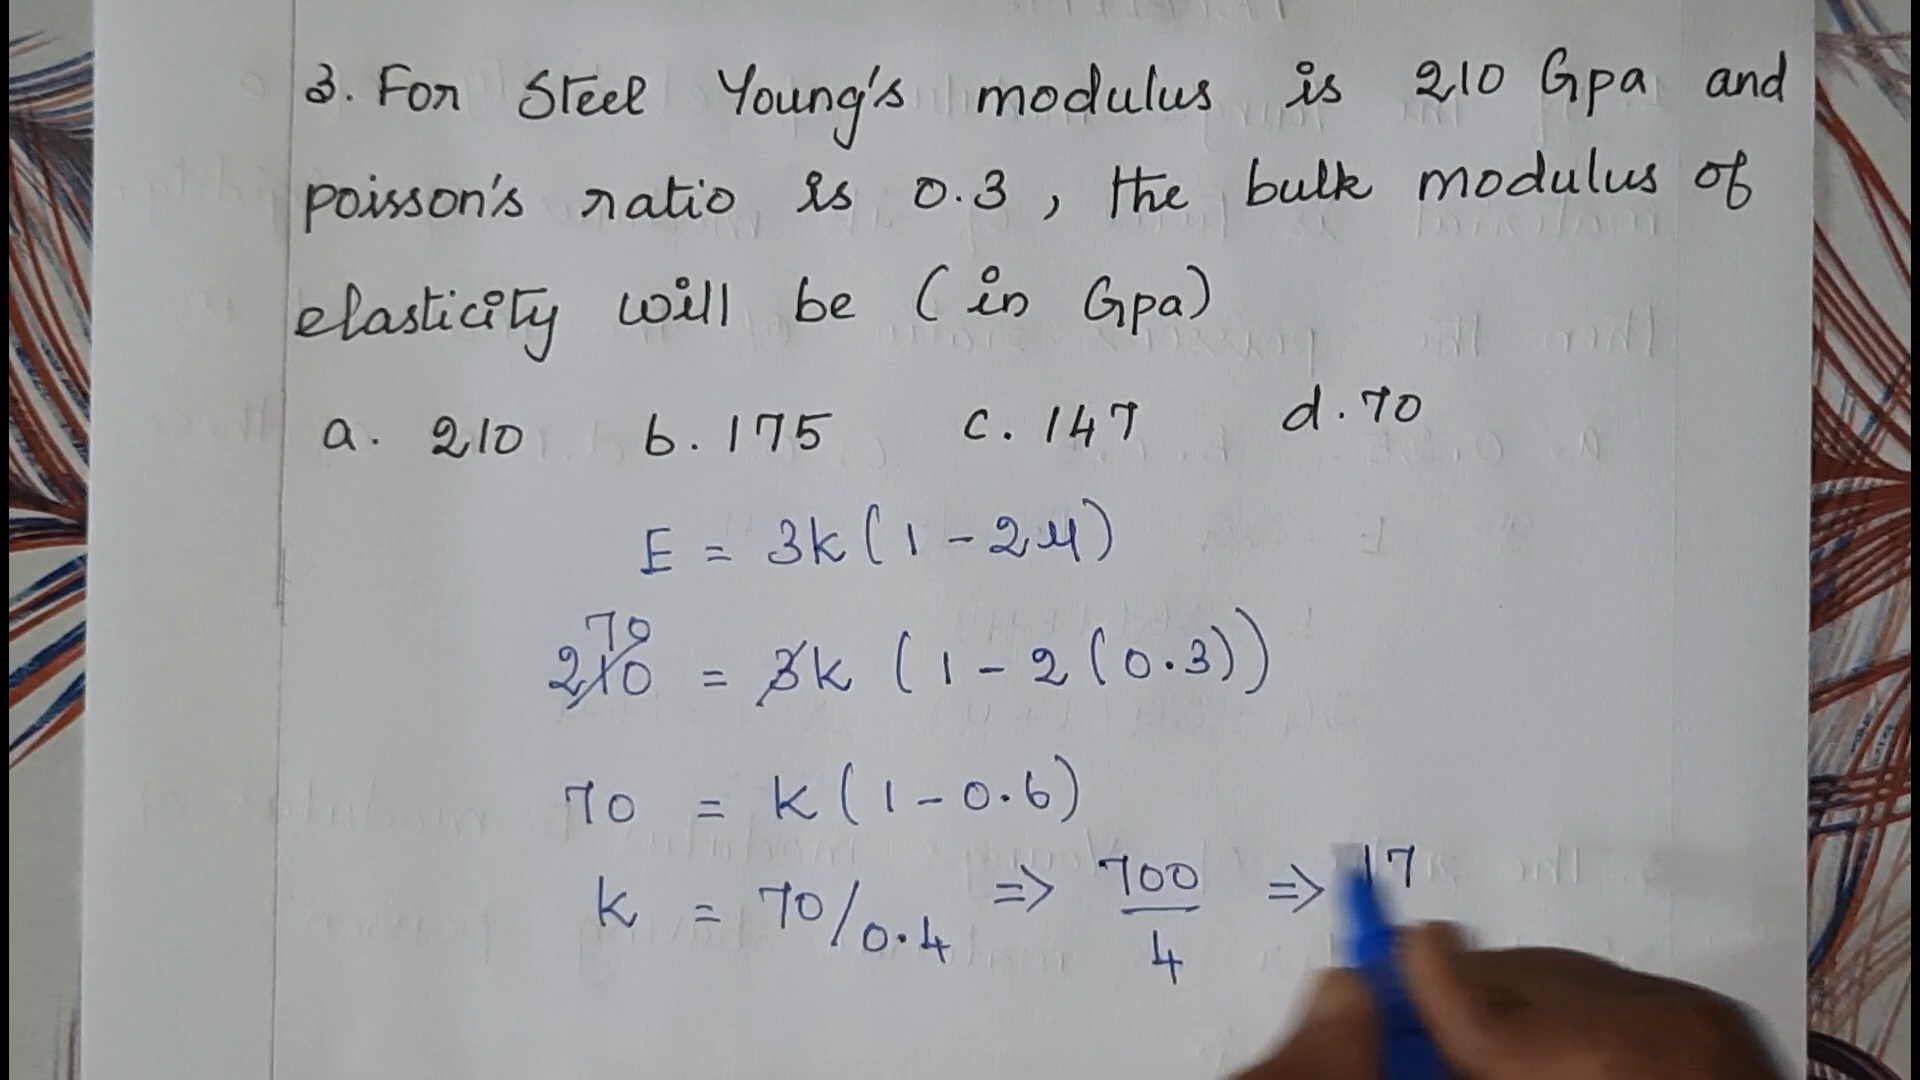 3. For Steel Young's modulus is 210 Gpa and
poisson's ratio is 0.3, the bulk modulus of
elasticity will be (in Gpa)
a. 210 b. 175 c. 147 d. 70
E = 3k(1-2μ)
70
210 = 3k (1-2(0.3))
70 = k(1-0.6)
k = 70/0.4 => 700/4 => 17